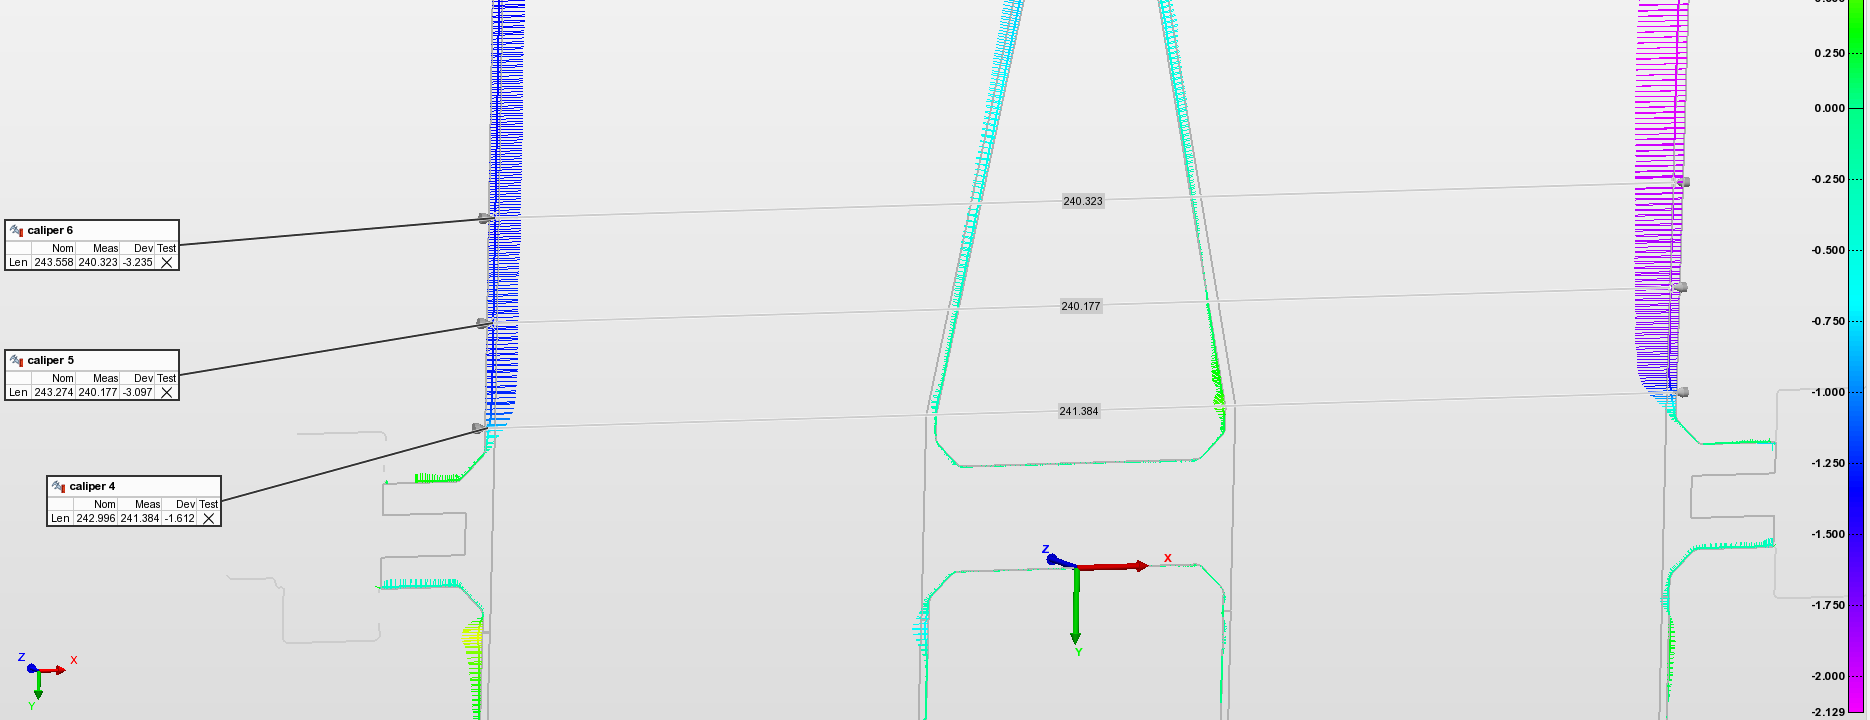 0.250
0.000
-0.250
-0.500
-0.750
-1.000
-1.250
-1.500
-1.750
-2.000
-2.129
240.323
240.177
241.384
caliper 6
Nom Meas Dev Test
Len 243.558 240.323 -3.235
caliper 5
Nom Meas Dev Test
Len 243.274 240.177 -3.097
caliper 4
Nom Meas Dev Test
Len 242.996 241.384 -1.612
Z X
Y
Z X
Y